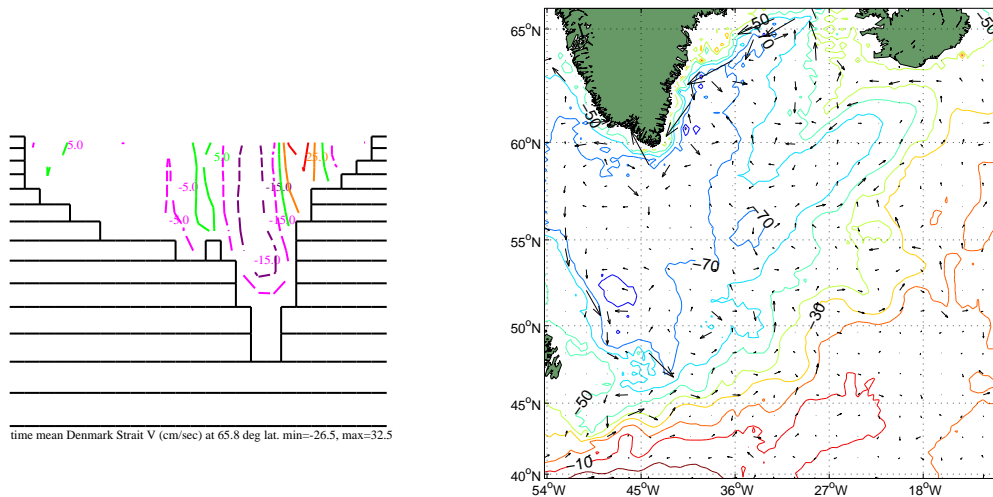 5.0
5.0
25.0
-5.0
-15.0
-5.0
-15.0
-15.0
time mean Denmark Strait V (cm/sec) at 65.8 deg lat. min=-26.5, max=32.5
65°N
60°N
55°N
50°N
45°N
40°N
54°W
45°W
36°W
27°W
18°W
−50
0
−50
−50
−70
−70
−30
−50
−10